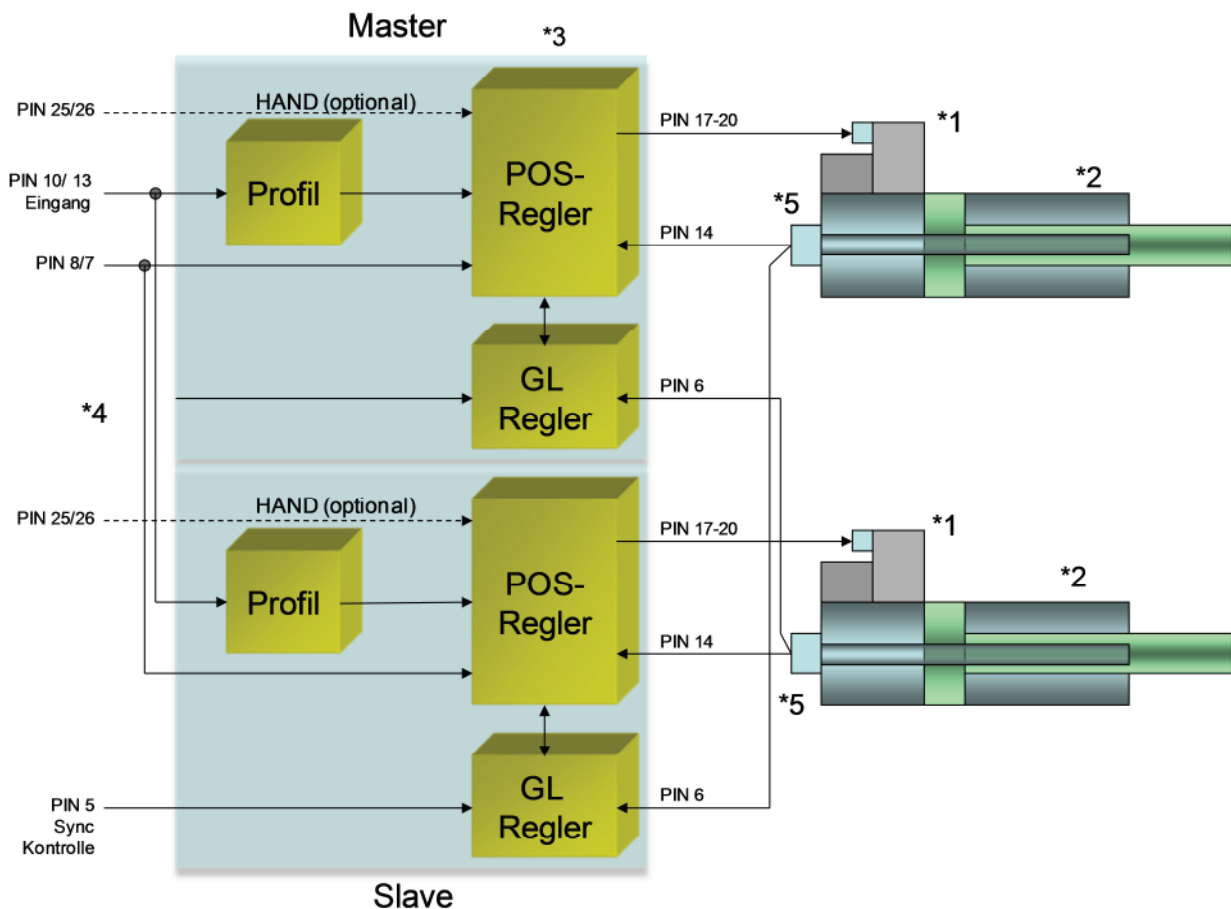 Master
*3
PIN 25/26
HAND (optional)
PIN 17-20
*1
PIN 10/ 13
Eingang
Profil
POS-
Regler
*2
*5
PIN 14
PIN 8/7
GL
Regler
PIN 6
*4
PIN 25/26
HAND (optional)
PIN 17-20
*1
Profil
POS-
Regler
*2
PIN 14
*5
GL
Regler
PIN 6
PIN 5
Sync
Kontrolle
Slave